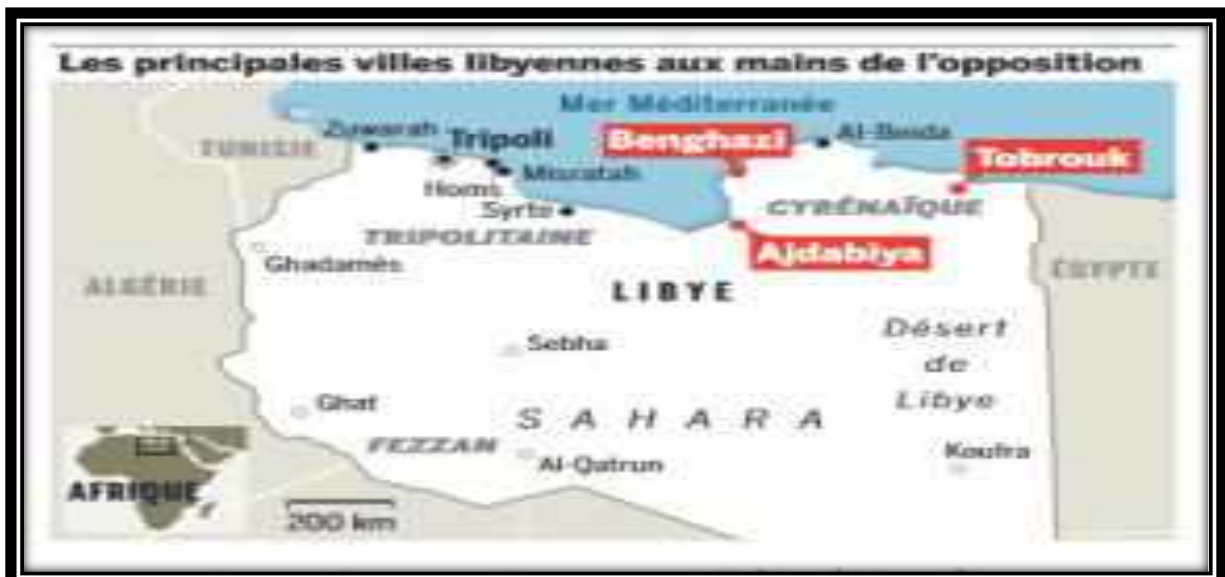 Les principales villes libyennes aux mains de l'opposition
Mer Méditerranée
Zuwarah
Tripoli
Benghazi
Al-Beida
TUNISIE
Tobrouk
Homs
Misratah
Syrte
CYRÉNAÏQUE
TRIPOLITAINE
Ajdabiya
Ghadamès
ÉGYPTE
ALGÉRIE
LIBYE
Sebha
Désert
de
Libye
Ghat
SAHARA
FEZZAN
Al-Qatrun
Koufra
AFRIQUE
200 km